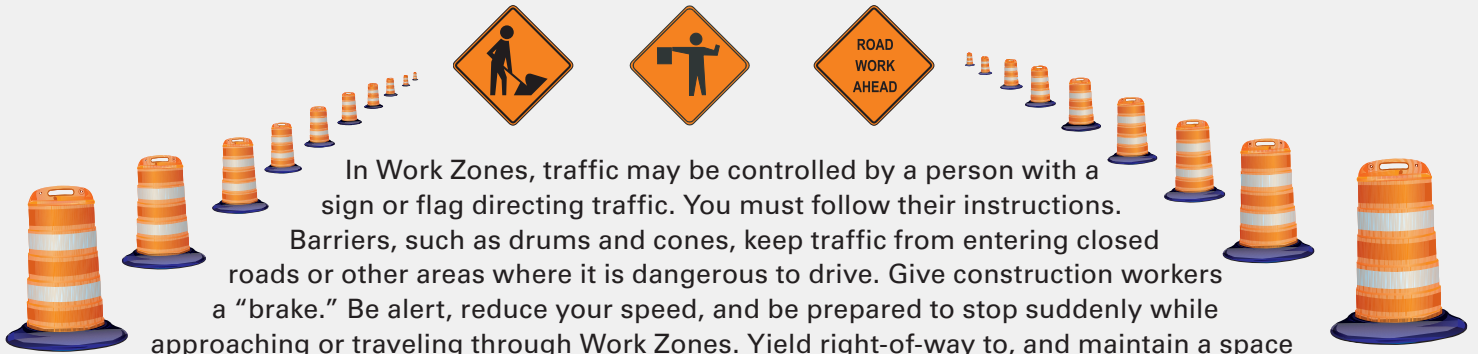 ROAD
WORK
AHEAD
In Work Zones, traffic may be controlled by a person with a
sign or flag directing traffic. You must follow their instructions.
Barriers, such as drums and cones, keep traffic from entering closed
roads or other areas where it is dangerous to drive. Give construction workers
a “brake.” Be alert, reduce your speed, and be prepared to stop suddenly while
approaching or traveling through Work Zones. Yield right-of-way to, and maintain a space